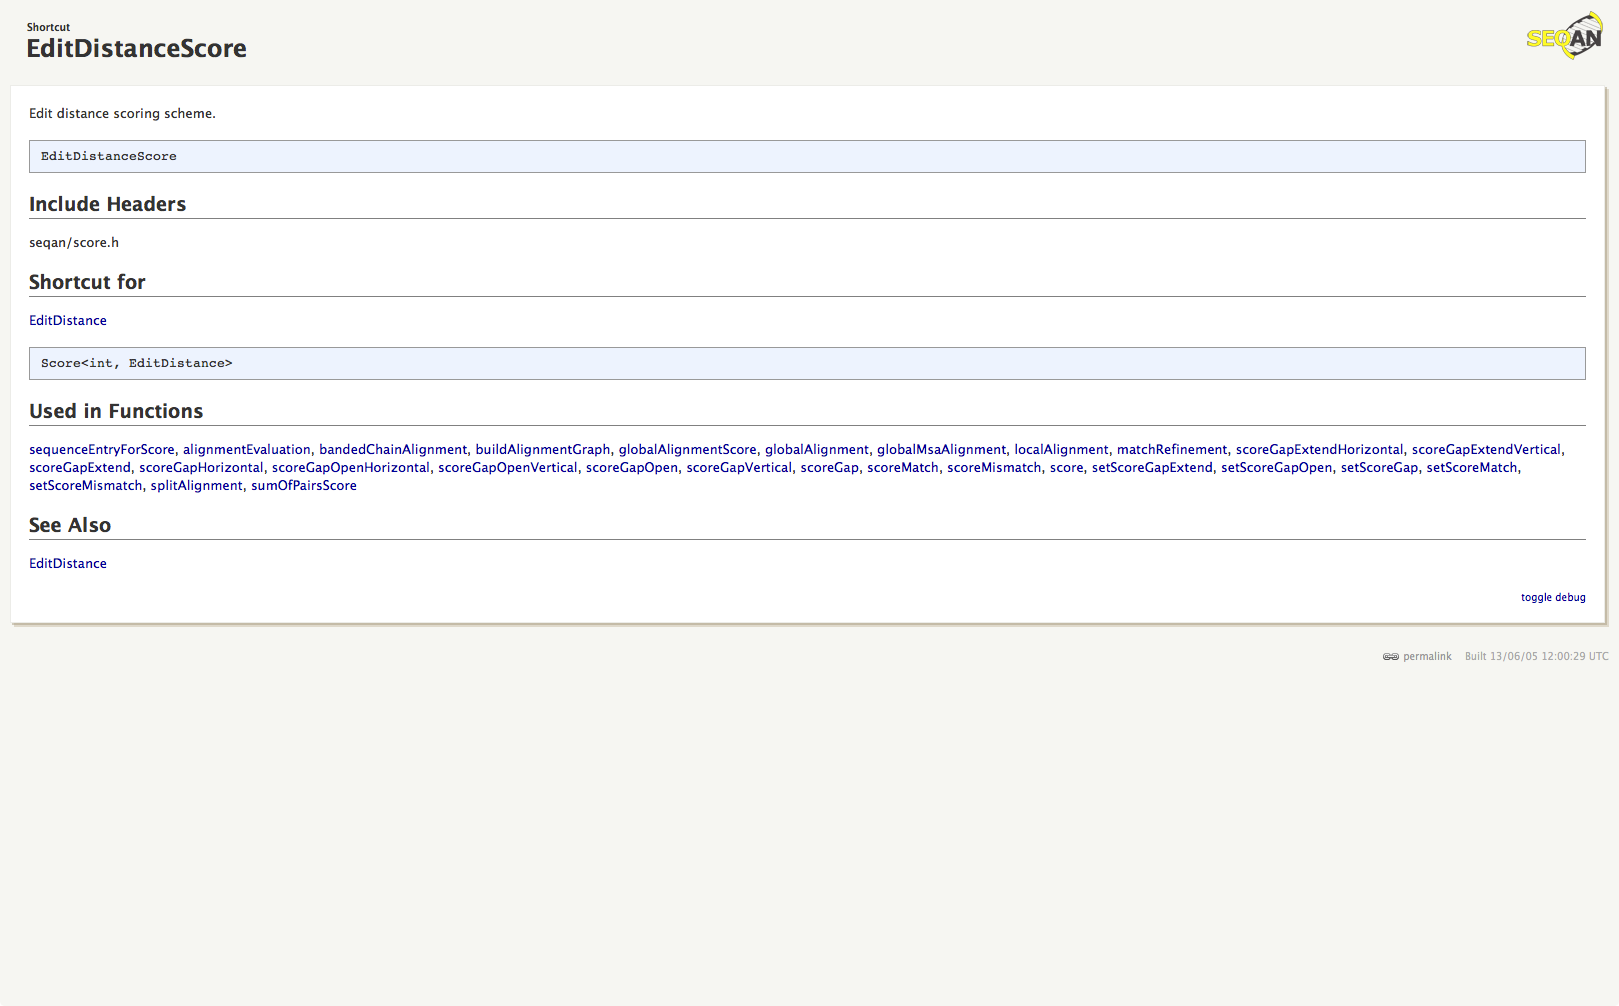 Shortcut
EditDistanceScore
SEQAN
Edit distance scoring scheme.
EditDistanceScore
Include Headers
seqan/score.h
Shortcut for
EditDistance
Score<int, EditDistance>
Used in Functions
sequenceEntryForScore, alignmentEvaluation, bandedChainAlignment, buildAlignmentGraph, globalAlignmentScore, globalAlignment, globalMsaAlignment, localAlignment, matchRefinement, scoreGapExtendHorizontal, scoreGapExtendVertical,
scoreGapExtend, scoreGapHorizontal, scoreGapOpenHorizontal, scoreGapOpenVertical, scoreGapOpen, scoreGapVertical, scoreGap, scoreMatch, scoreMismatch, score, setScoreGapExtend, setScoreGapOpen, setScoreGap, setScoreMatch,
setScoreMismatch, splitAlignment, sumOfPairsScore
See Also
EditDistance
toggle debug
permalink Built 13/06/05 12:00:29 UTC